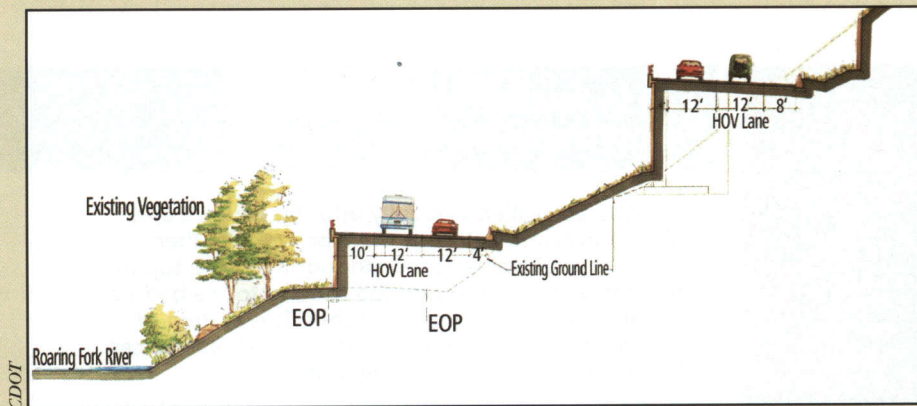 12' 12' 8'
HOV Lane
Existing Vegetation
10' 12' 12' 4'
HOV Lane
Existing Ground Line
EOP EOP
Roaring Fork River
CDOT